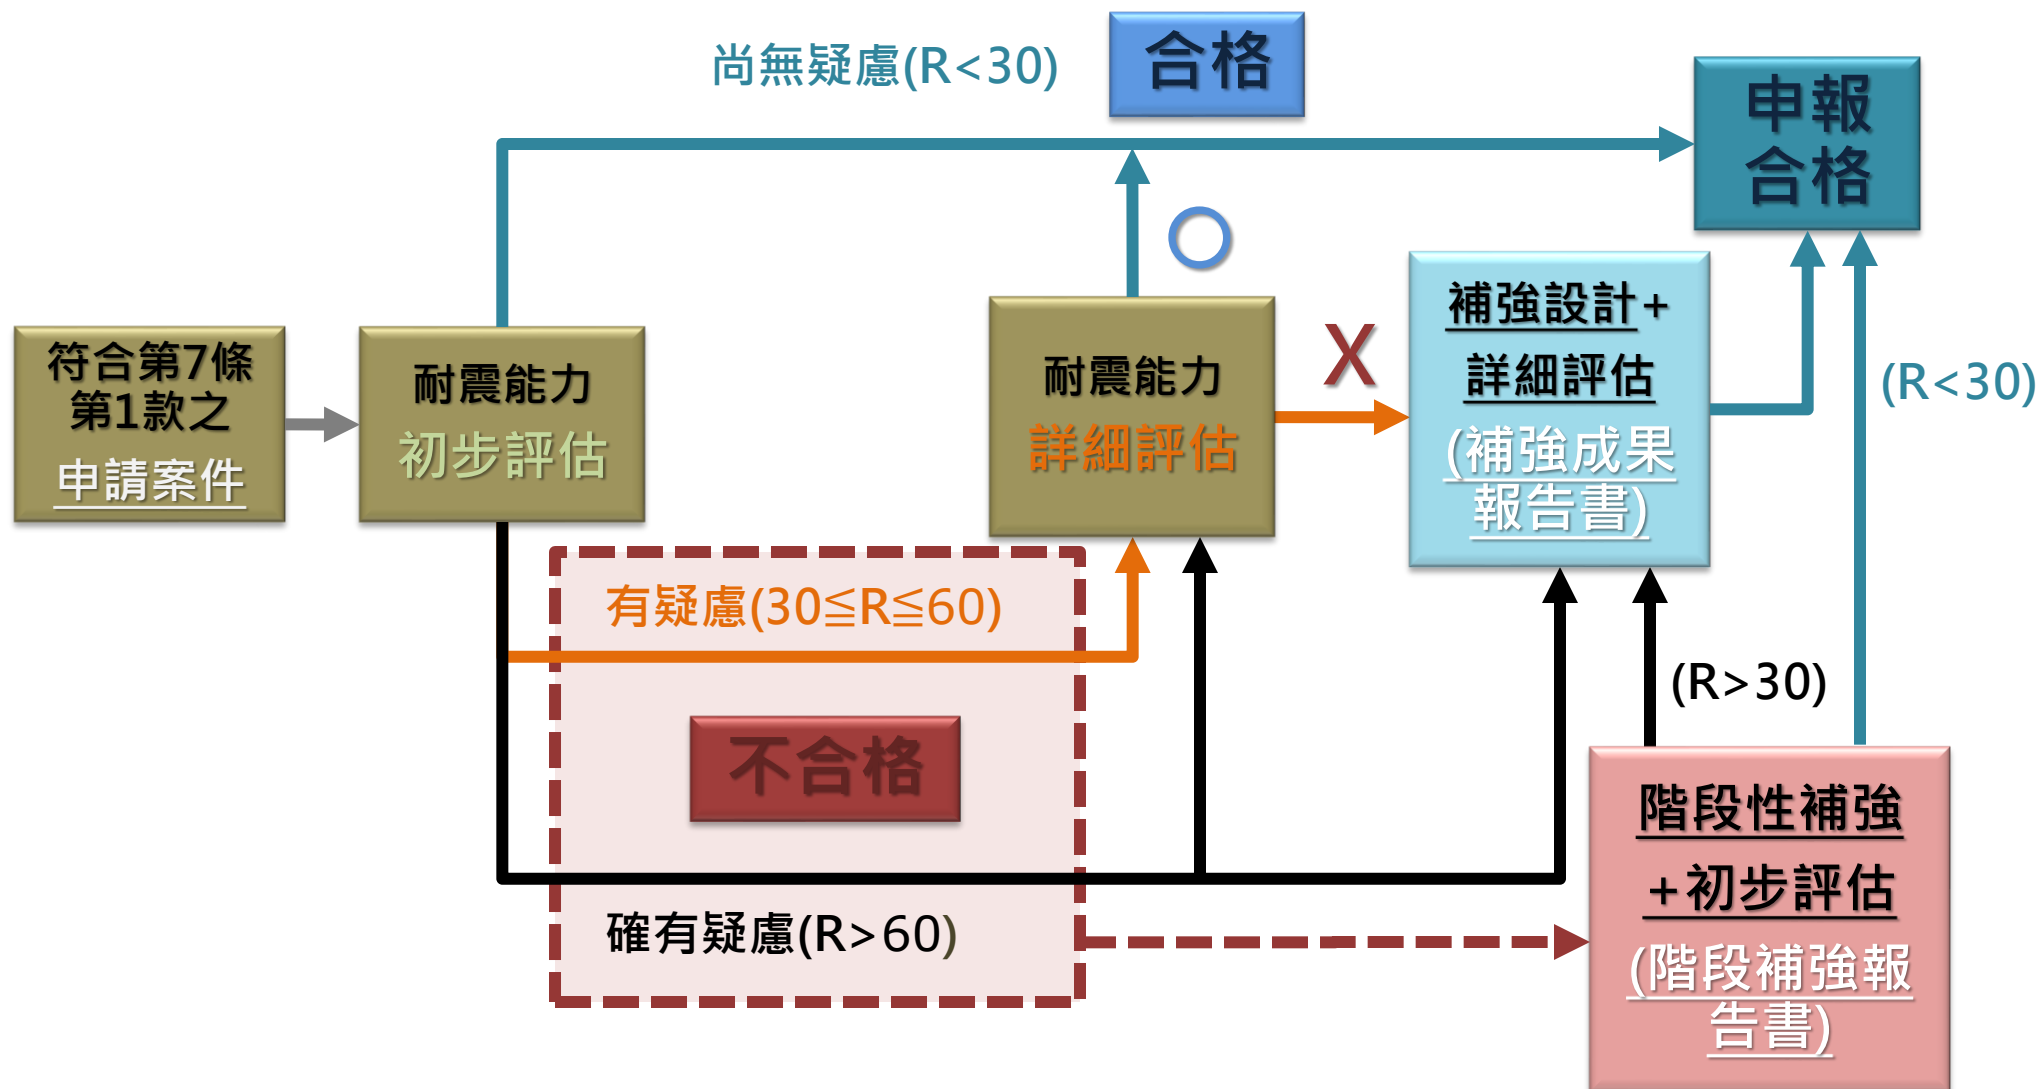 尚無疑慮(R<30)
合格
申報
合格
符合第7條
第1款之
申請案件
耐震能力
初步評估
耐震能力
詳細評估
X
補強設計+
詳細評估
(補強成果
報告書)
(R<30)
有疑慮(30≦R≦60)
不合格
確有疑慮(R>60)
(R>30)
階段性補強
+初步評估
(階段補強報
告書)